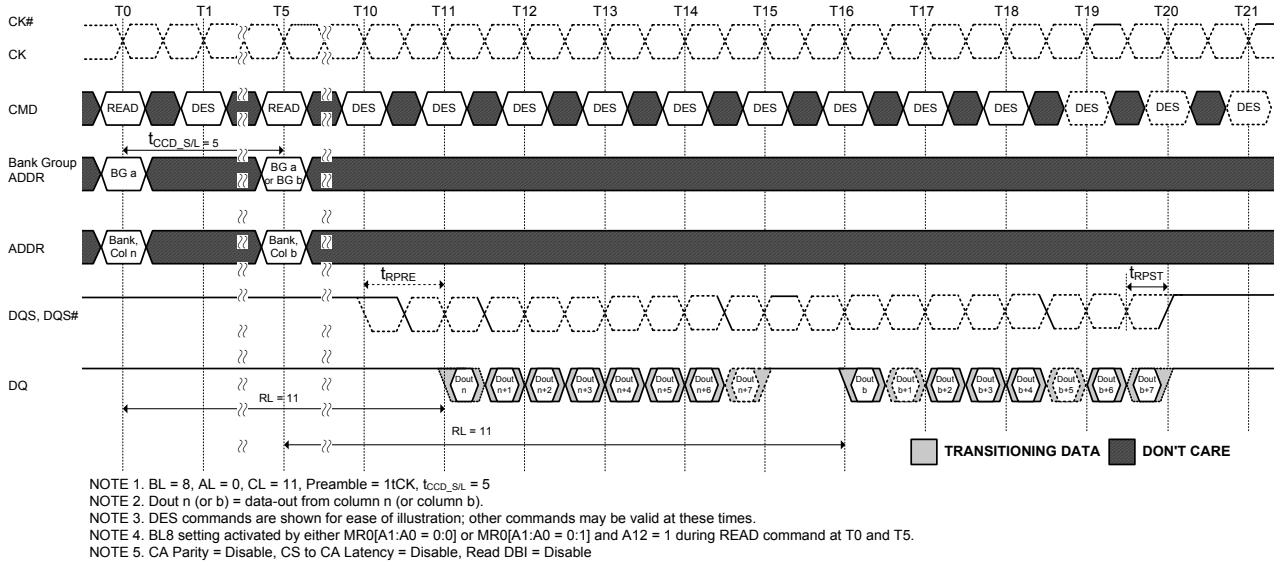 T0 T1 T5 T10 T11 T12 T13 T14 T15 T16 T17 T18 T19 T20 T21
CK#
CK
CMD READ DES READ DES DES DES DES DES DES DES DES DES DES DES DES
tCCD_S/L = 5
Bank Group
ADDR
BG a
BG a
or BG b
ADDR
Bank,
Col n
Bank,
Col b
tRPRE
tRPST
DQS, DQS#
DQ
Dout
n
Dout
n+1
Dout
n+2
Dout
n+3
Dout
n+4
Dout
n+5
Dout
n+6
Dout
n+7
Dout
b
Dout
b+1
Dout
b+2
Dout
b+3
Dout
b+4
Dout
b+5
Dout
b+6
Dout
b+7
RL = 11
RL = 11
TRANSITIONING DATA DON'T CARE
NOTE 1. BL = 8, AL = 0, CL = 11, Preamble = 1tCK, tCCD_S/L = 5
NOTE 2. Dout n (or b) = data-out from column n (or column b).
NOTE 3. DES commands are shown for ease of illustration; other commands may be valid at these times.
NOTE 4. BL8 setting activated by either MR0[A1:A0 = 0:0] or MR0[A1:A0 = 0:1] and A12 = 1 during READ command at T0 and T5.
NOTE 5. CA Parity = Disable, CS to CA Latency = Disable, Read DBI = Disable